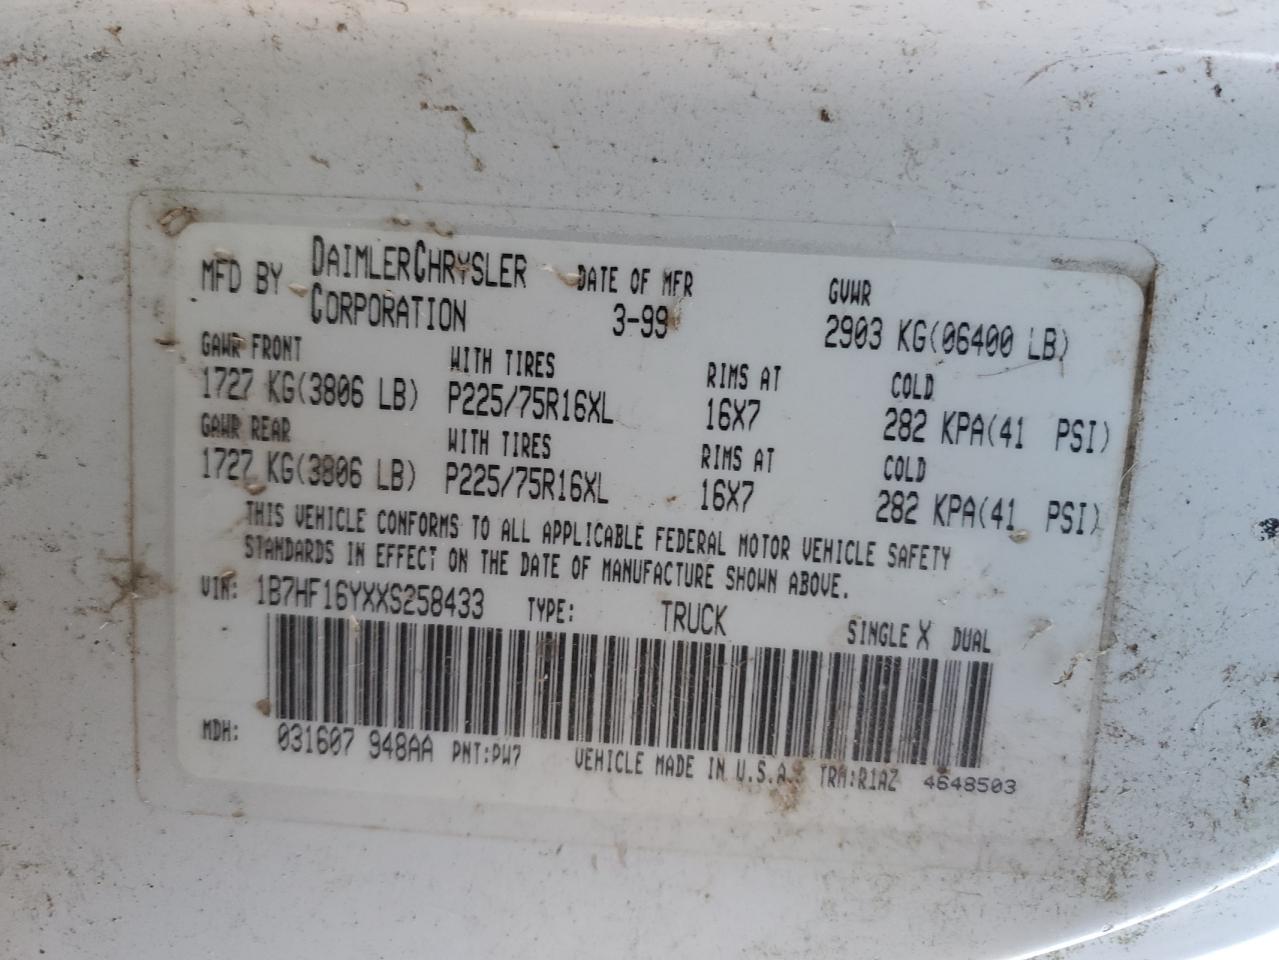 MFD BY DAIMLERCHRYSLER CORPORATION DATE OF MFR 3-99 GVWR 2903 KG(06400 LB)
GAWR FRONT WITH TIRES RIMS AT COLD
1727 KG(3806 LB) P225/75R16XL 16X7 282 KPA(41 PSI)
GAWR REAR WITH TIRES RIMS AT COLD
1727 KG(3806 LB) P225/75R16XL 16X7 282 KPA(41 PSI)
THIS VEHICLE CONFORMS TO ALL APPLICABLE FEDERAL MOTOR VEHICLE SAFETY
STANDARDS IN EFFECT ON THE DATE OF MANUFACTURE SHOWN ABOVE.
VIN: 1B7HF16YXXS258433 TYPE: TRUCK SINGLE X DUAL
MDH: 031607 948AA PNT:PW7 VEHICLE MADE IN U.S.A. TRM:R1AZ 4648503